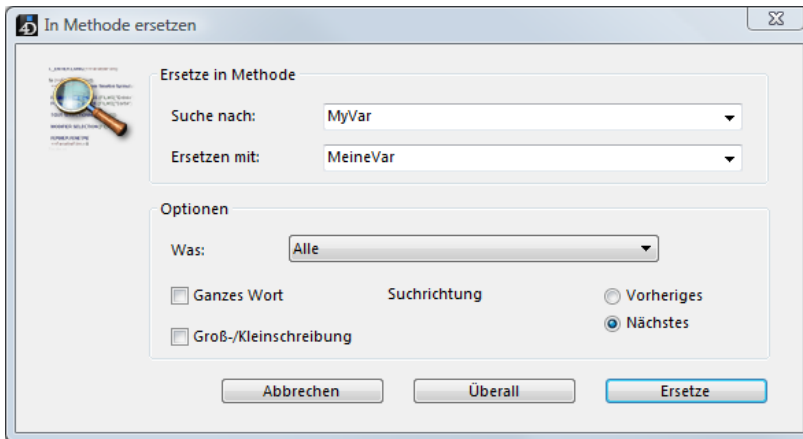 In Methode ersetzen
Ersetze in Methode
Suche nach: MyVar
Ersetzen mit: MeineVar
Optionen
Was: Alle
Ganzes Wort Suchrichtung Vorheriges
Nächstes
Groß-/Kleinschreibung
Abbrechen Überall Ersetze